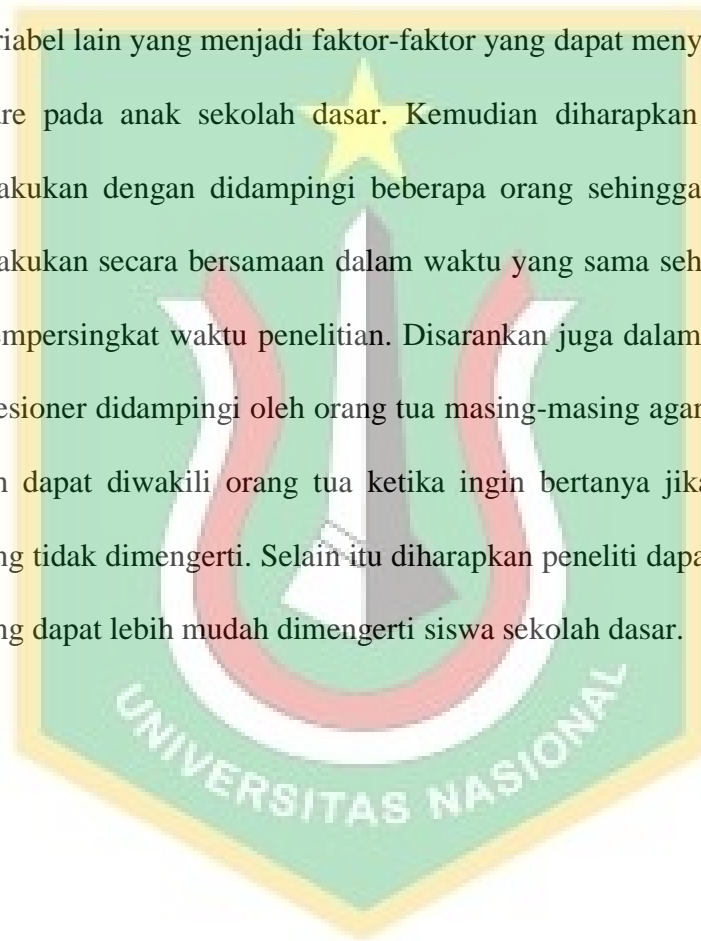 riabel lain yang menjadi faktor-faktor yang dapat meny
re pada anak sekolah dasar. Kemudian diharapkan
akukan dengan didampingi beberapa orang sehingga
akukan secara bersamaan dalam waktu yang sama seh
mpersingkat waktu penelitian. Disarankan juga dalam
esioner didampingi oleh orang tua masing-masing agar
n dapat diwakili orang tua ketika ingin bertanya jika
ng tidak dimengerti. Selain itu diharapkan peneliti dapa
ng dapat lebih mudah dimengerti siswa sekolah dasar.
UNIVERSITAS NASIONAL